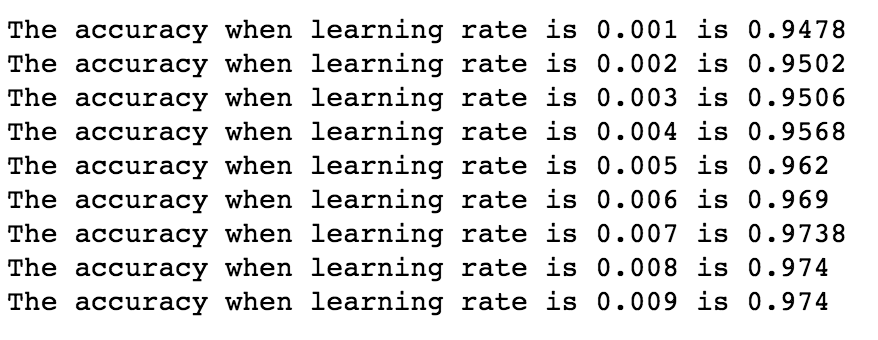 The accuracy when learning rate is 0.001 is 0.9478
The accuracy when learning rate is 0.002 is 0.9502
The accuracy when learning rate is 0.003 is 0.9506
The accuracy when learning rate is 0.004 is 0.9568
The accuracy when learning rate is 0.005 is 0.962
The accuracy when learning rate is 0.006 is 0.969
The accuracy when learning rate is 0.007 is 0.9738
The accuracy when learning rate is 0.008 is 0.974
The accuracy when learning rate is 0.009 is 0.974